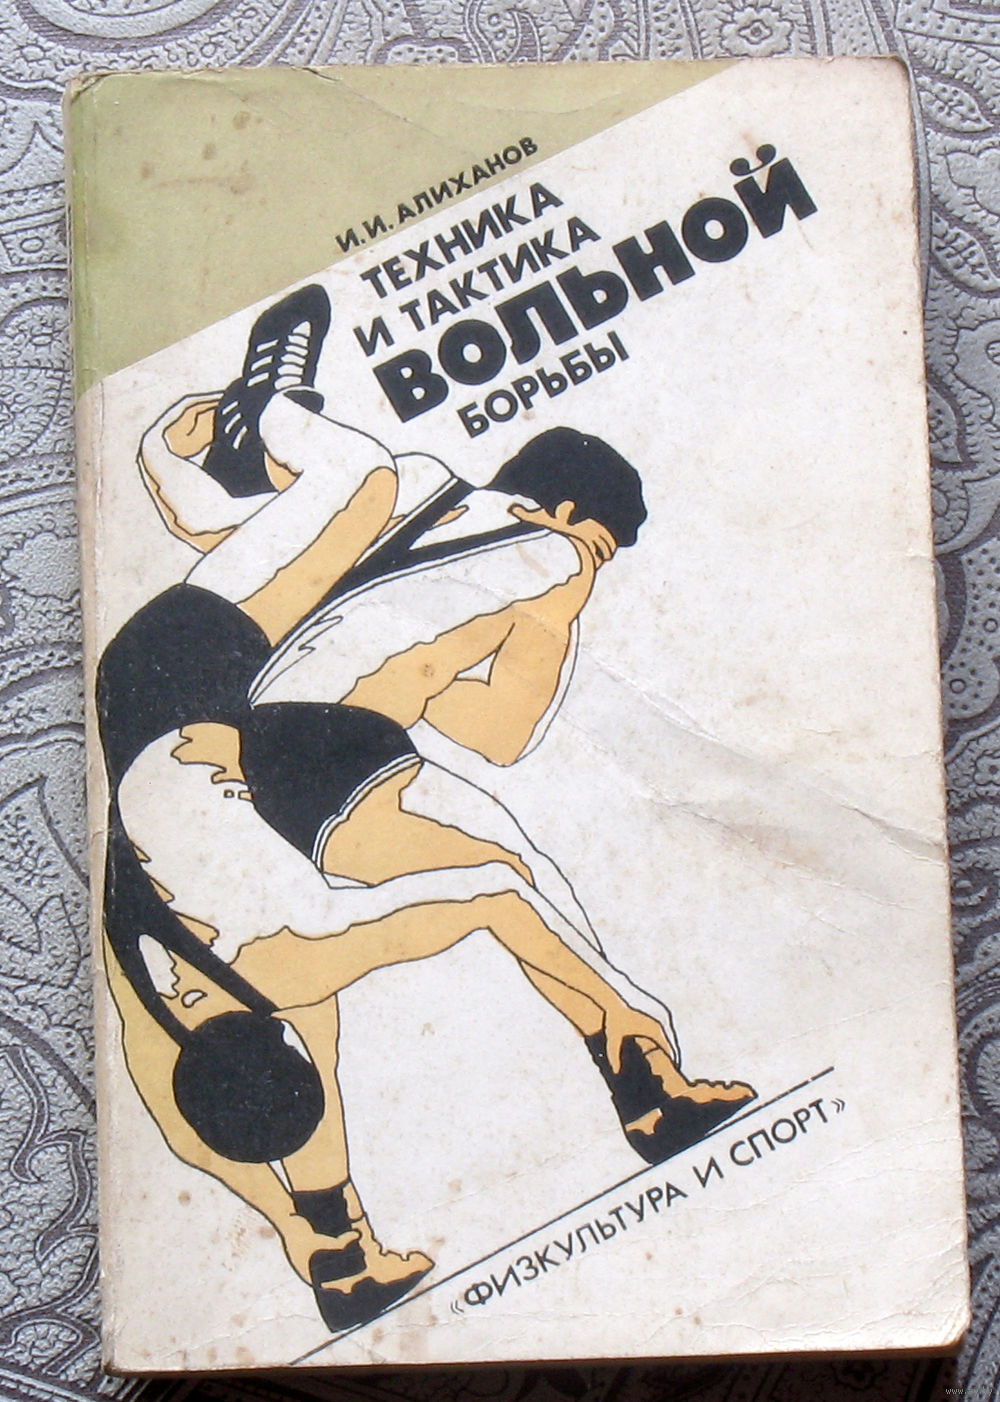 И. И. АЛИХАНОВ
ТЕХНИКА
И ТАКТИКА
ВОЛЬНОЙ
БОРЬБЫ
«ФИЗКУЛЬТУРА И СПОРТ»